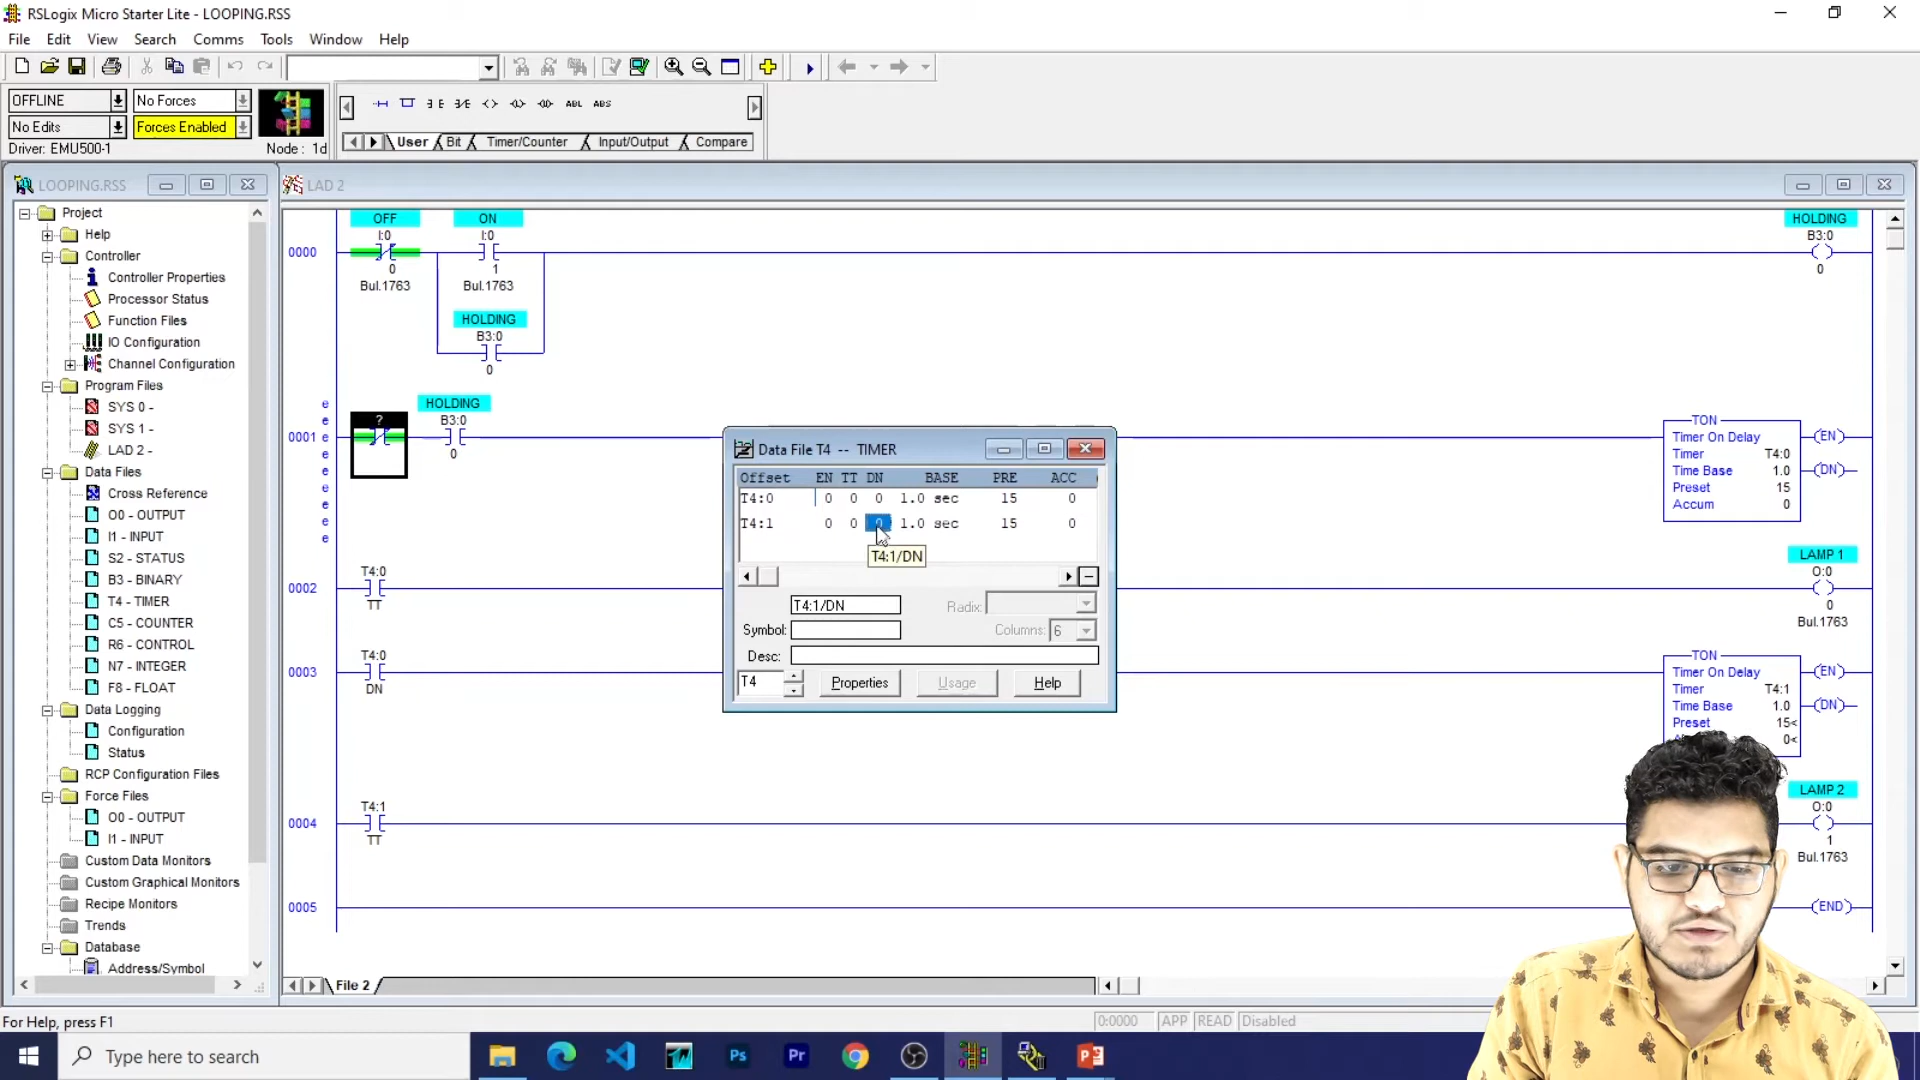 RSLogix Micro Starter Lite - LOOPING.RSS
File Edit View Search Comms Tools Window Help
OFFLINE No Forces
No Edits Forces Enabled
Driver: EMU500-1 Node : 1d
ABL ABS
User Bit Timer/Counter Input/Output Compare
LOOPING.RSS
Project
Help
Controller
Controller Properties
Processor Status
Function Files
IO Configuration
Channel Configuration
Program Files
SYS 0 -
SYS 1 -
LAD 2 -
Data Files
Cross Reference
O0 - OUTPUT
I1 - INPUT
S2 - STATUS
B3 - BINARY
T4 - TIMER
C5 - COUNTER
R6 - CONTROL
N7 - INTEGER
F8 - FLOAT
Data Logging
Configuration
Status
RCP Configuration Files
Force Files
O0 - OUTPUT
I1 - INPUT
Custom Data Monitors
Custom Graphical Monitors
Recipe Monitors
Trends
Database
Address/Symbol
LAD 2
OFF ON HOLDING
I:0 I:0 B3:0
0000
0 1 0
Bul.1763 Bul.1763
HOLDING
B3:0
0
HOLDING
? B3:0
0001
0
e
e
e
e
e
e
e
e
e
TON
Timer On Delay (EN)
Timer T4:0
Time Base 1.0 (DN)
Preset 15
Accum 0
T4:0 LAMP 1
O:0
0002
TT 0
Bul.1763
T4:0
0003
DN
TON
Timer On Delay (EN)
Timer T4:1
Time Base 1.0 (DN)
Preset 15<
0<
T4:1 LAMP 2
O:0
0004
TT 1
Bul.1763
0005 (END)
Data File T4 -- TIMER
Offset EN TT DN BASE PRE ACC
T4:0 0 0 0 1.0 sec 15 0
T4:1 0 0 0 1.0 sec 15 0
T4:1/DN
T4:1/DN Radix:
Symbol: Columns: 6
Desc:
T4 Properties Usage Help
File 2
For Help, press F1 0:0000 APP READ Disabled
Type here to search
Ps Pr